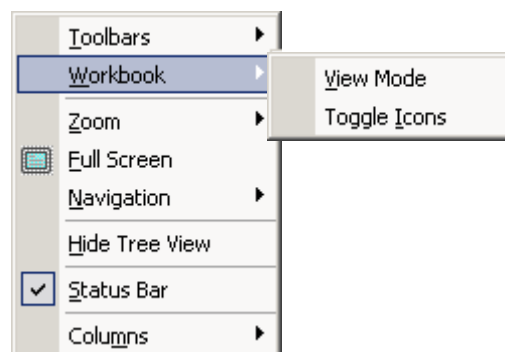 Toolbars
Workbook
View Mode
Toggle Icons
Zoom
Full Screen
Navigation
Hide Tree View
Status Bar
Columns